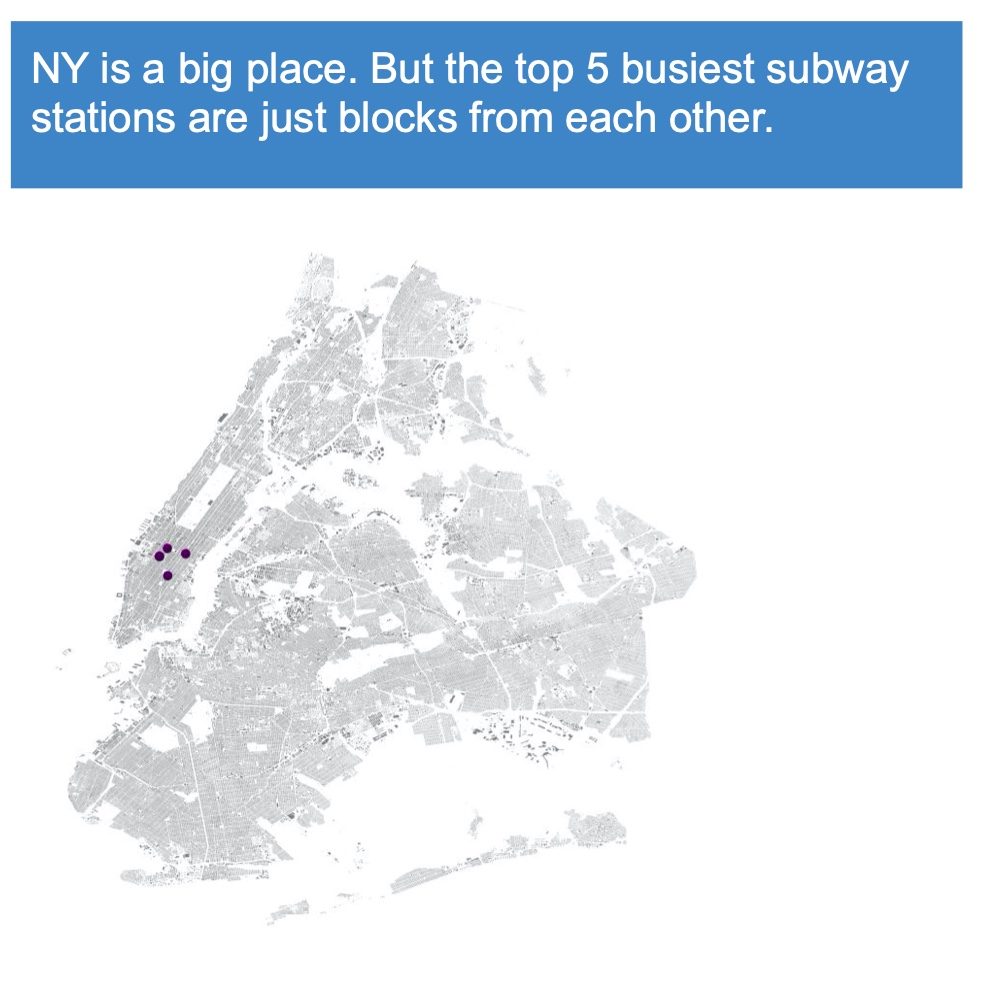 NY is a big place. But the top 5 busiest subway
stations are just blocks from each other.